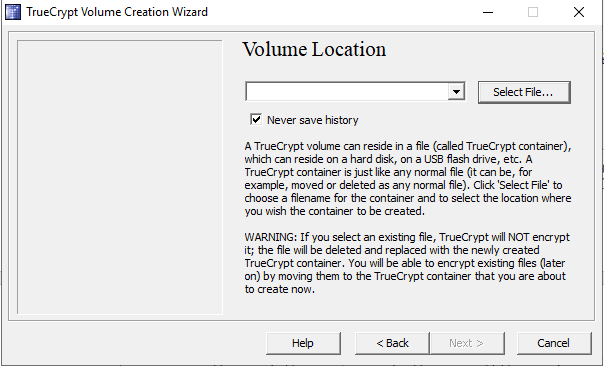 TrueCrypt Volume Creation Wizard
Volume Location
Select File...
Never save history
A TrueCrypt volume can reside in a file (called TrueCrypt container),
which can reside on a hard disk, on a USB flash drive, etc. A
TrueCrypt container is just like any normal file (it can be, for
example, moved or deleted as any normal file). Click 'Select File' to
choose a filename for the container and to select the location where
you wish the container to be created.
WARNING: If you select an existing file, TrueCrypt will NOT encrypt
it; the file will be deleted and replaced with the newly created
TrueCrypt container. You will be able to encrypt existing files (later
on) by moving them to the TrueCrypt container that you are about
to create now.
Help
< Back
Next >
Cancel